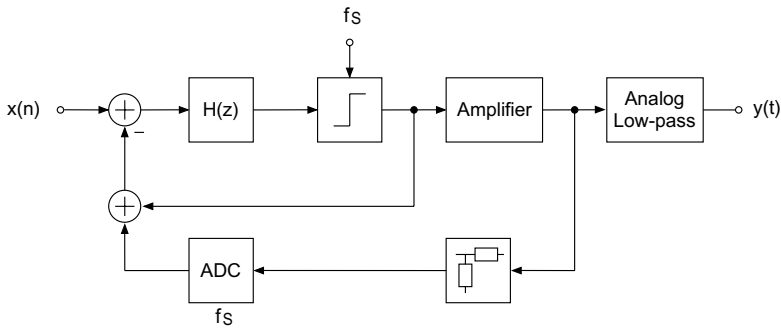 fS
x(n)
H(z)
Amplifier
Analog
Low-pass
y(t)
ADC
fS